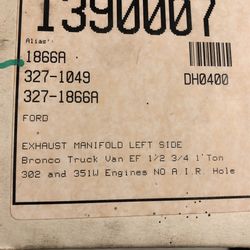 1390007
Alias:
1866A
327-1049
DH0400
327-1866A
FORD
EXHAUST MANIFOLD LEFT SIDE
Bronco Truck Van EF 1/2 3/4 1 Ton
302 and 351W Engines NO A.I.R. Hole